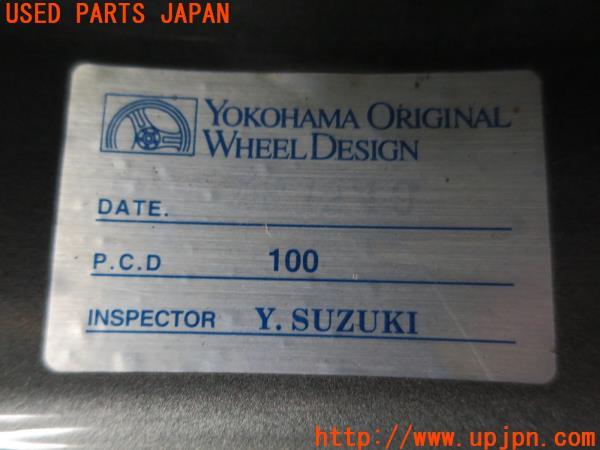 USED PARTS JAPAN
YOKOHAMA ORIGINAL
WHEEL DESIGN
DATE.
P.C.D 100
INSPECTOR Y. SUZUKI
http://www.upjpn.com/